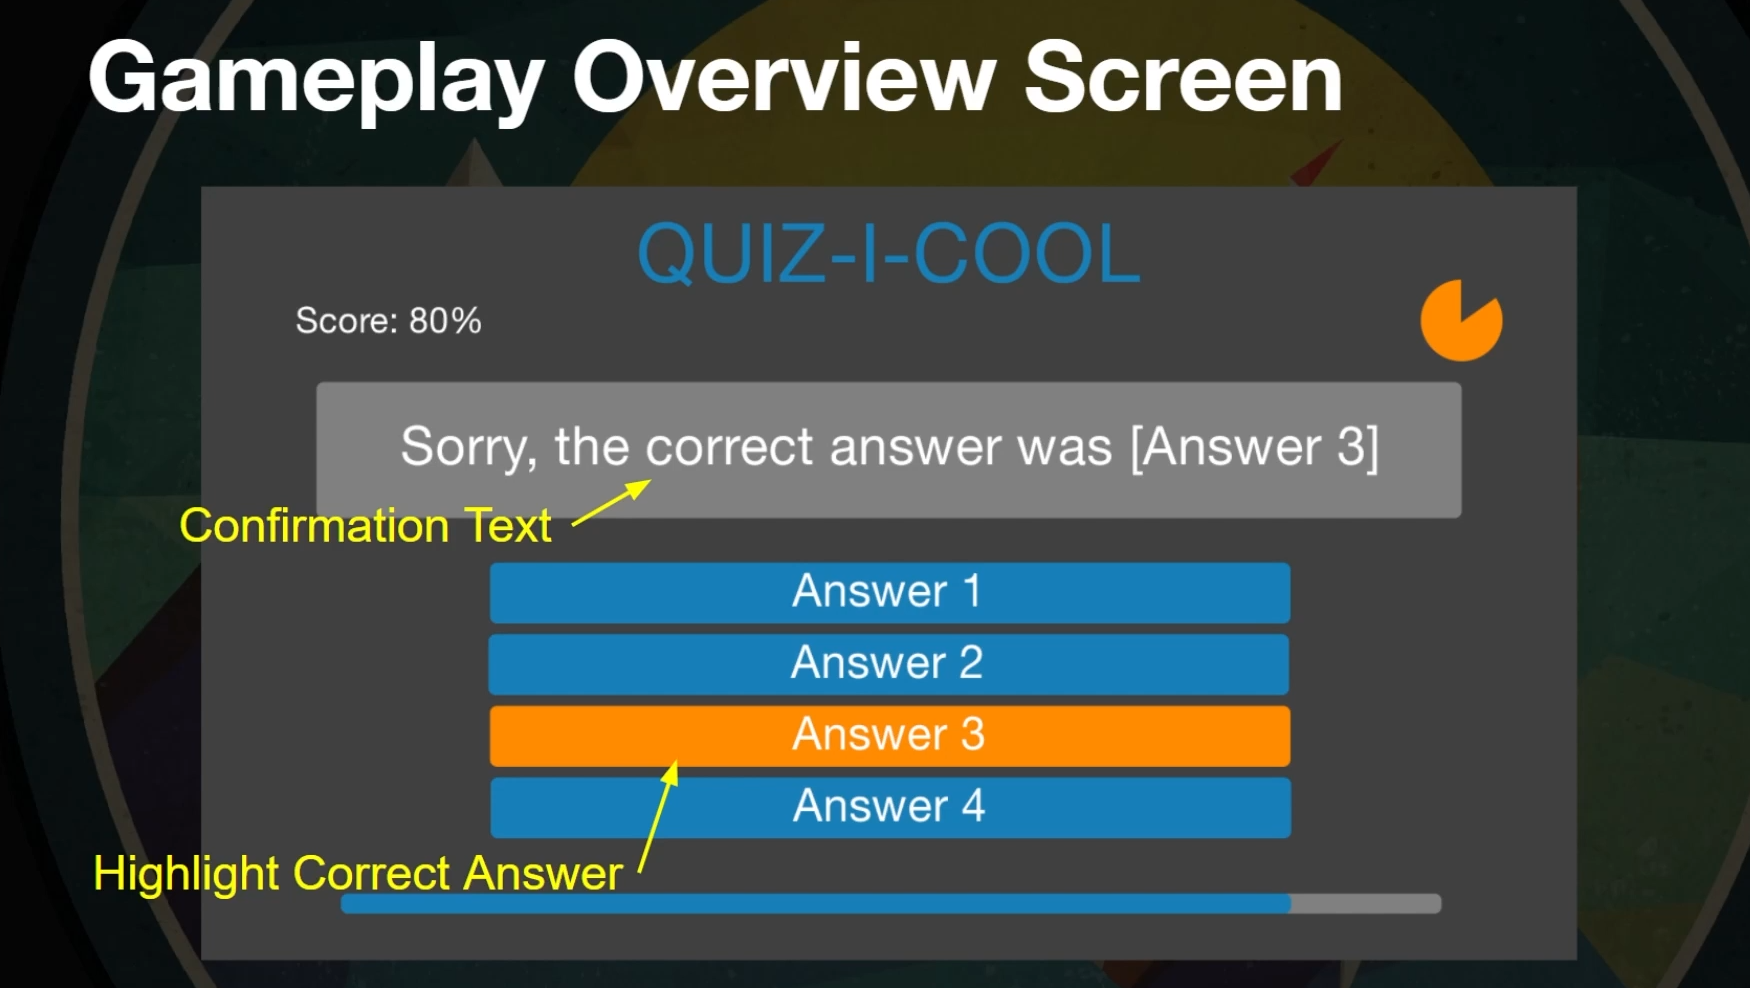 Gameplay Overview Screen
QUIZ-I-COOL
Score: 80%
Sorry, the correct answer was [Answer 3]
Confirmation Text
Answer 1
Answer 2
Answer 3
Answer 4
Highlight Correct Answer